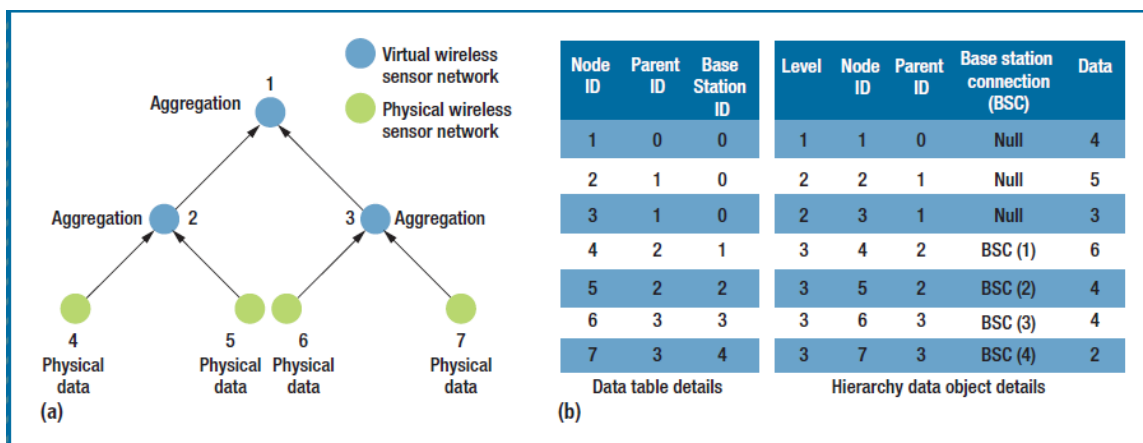 Virtual wireless
sensor network
Physical wireless
sensor network
1
Aggregation
Aggregation 2
3 Aggregation
4
Physical
data
5
Physical
data
6
Physical
data
7
Physical
data
(a)
Node ID Parent ID Base Station ID
1 0 0
2 1 0
3 1 0
4 2 1
5 2 2
6 3 3
7 3 4
Data table details
Level Node ID Parent ID Base station connection (BSC) Data
1 1 0 Null 4
2 2 1 Null 5
2 3 1 Null 3
3 4 2 BSC (1) 6
3 5 2 BSC (2) 4
3 6 3 BSC (3) 4
3 7 3 BSC (4) 2
Hierarchy data object details
(b)